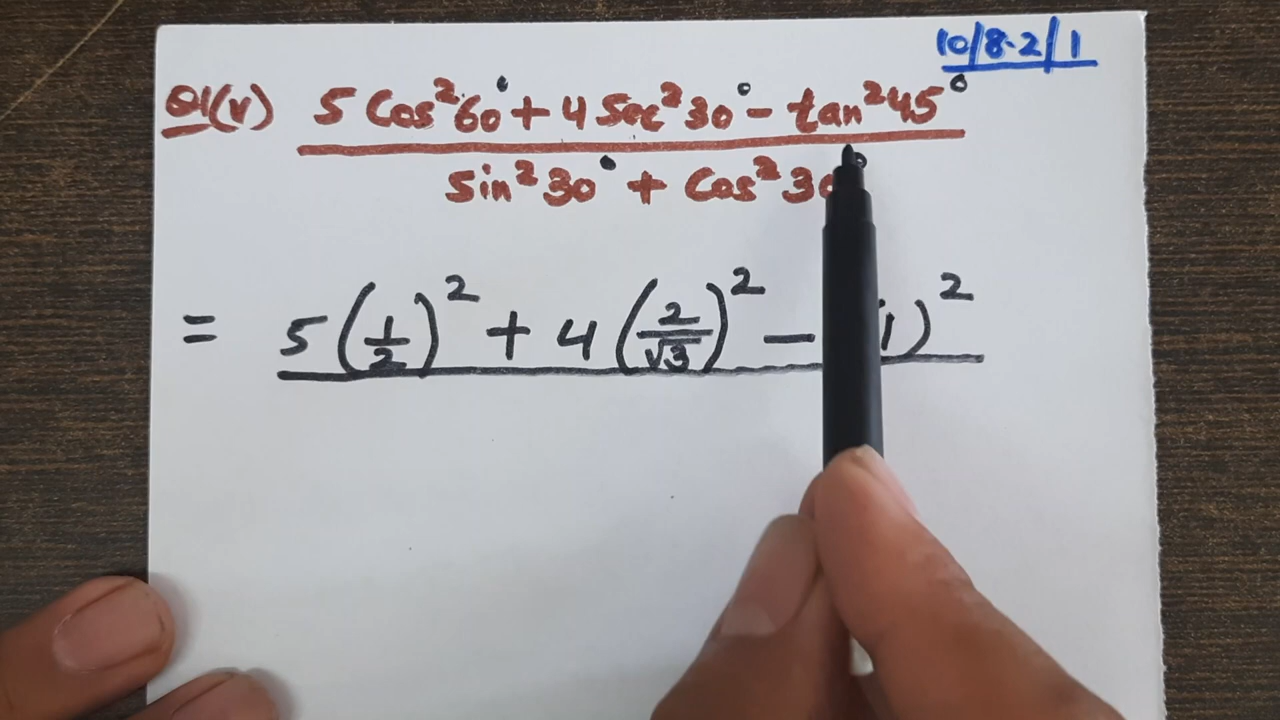 10/8.2/1
Q1(v) 5 Cos²60° + 4 Sec²30° - tan²45°
Sin²30° + Cos²30°
= 5(1/2)² + 4(2/√3)² - (1)²